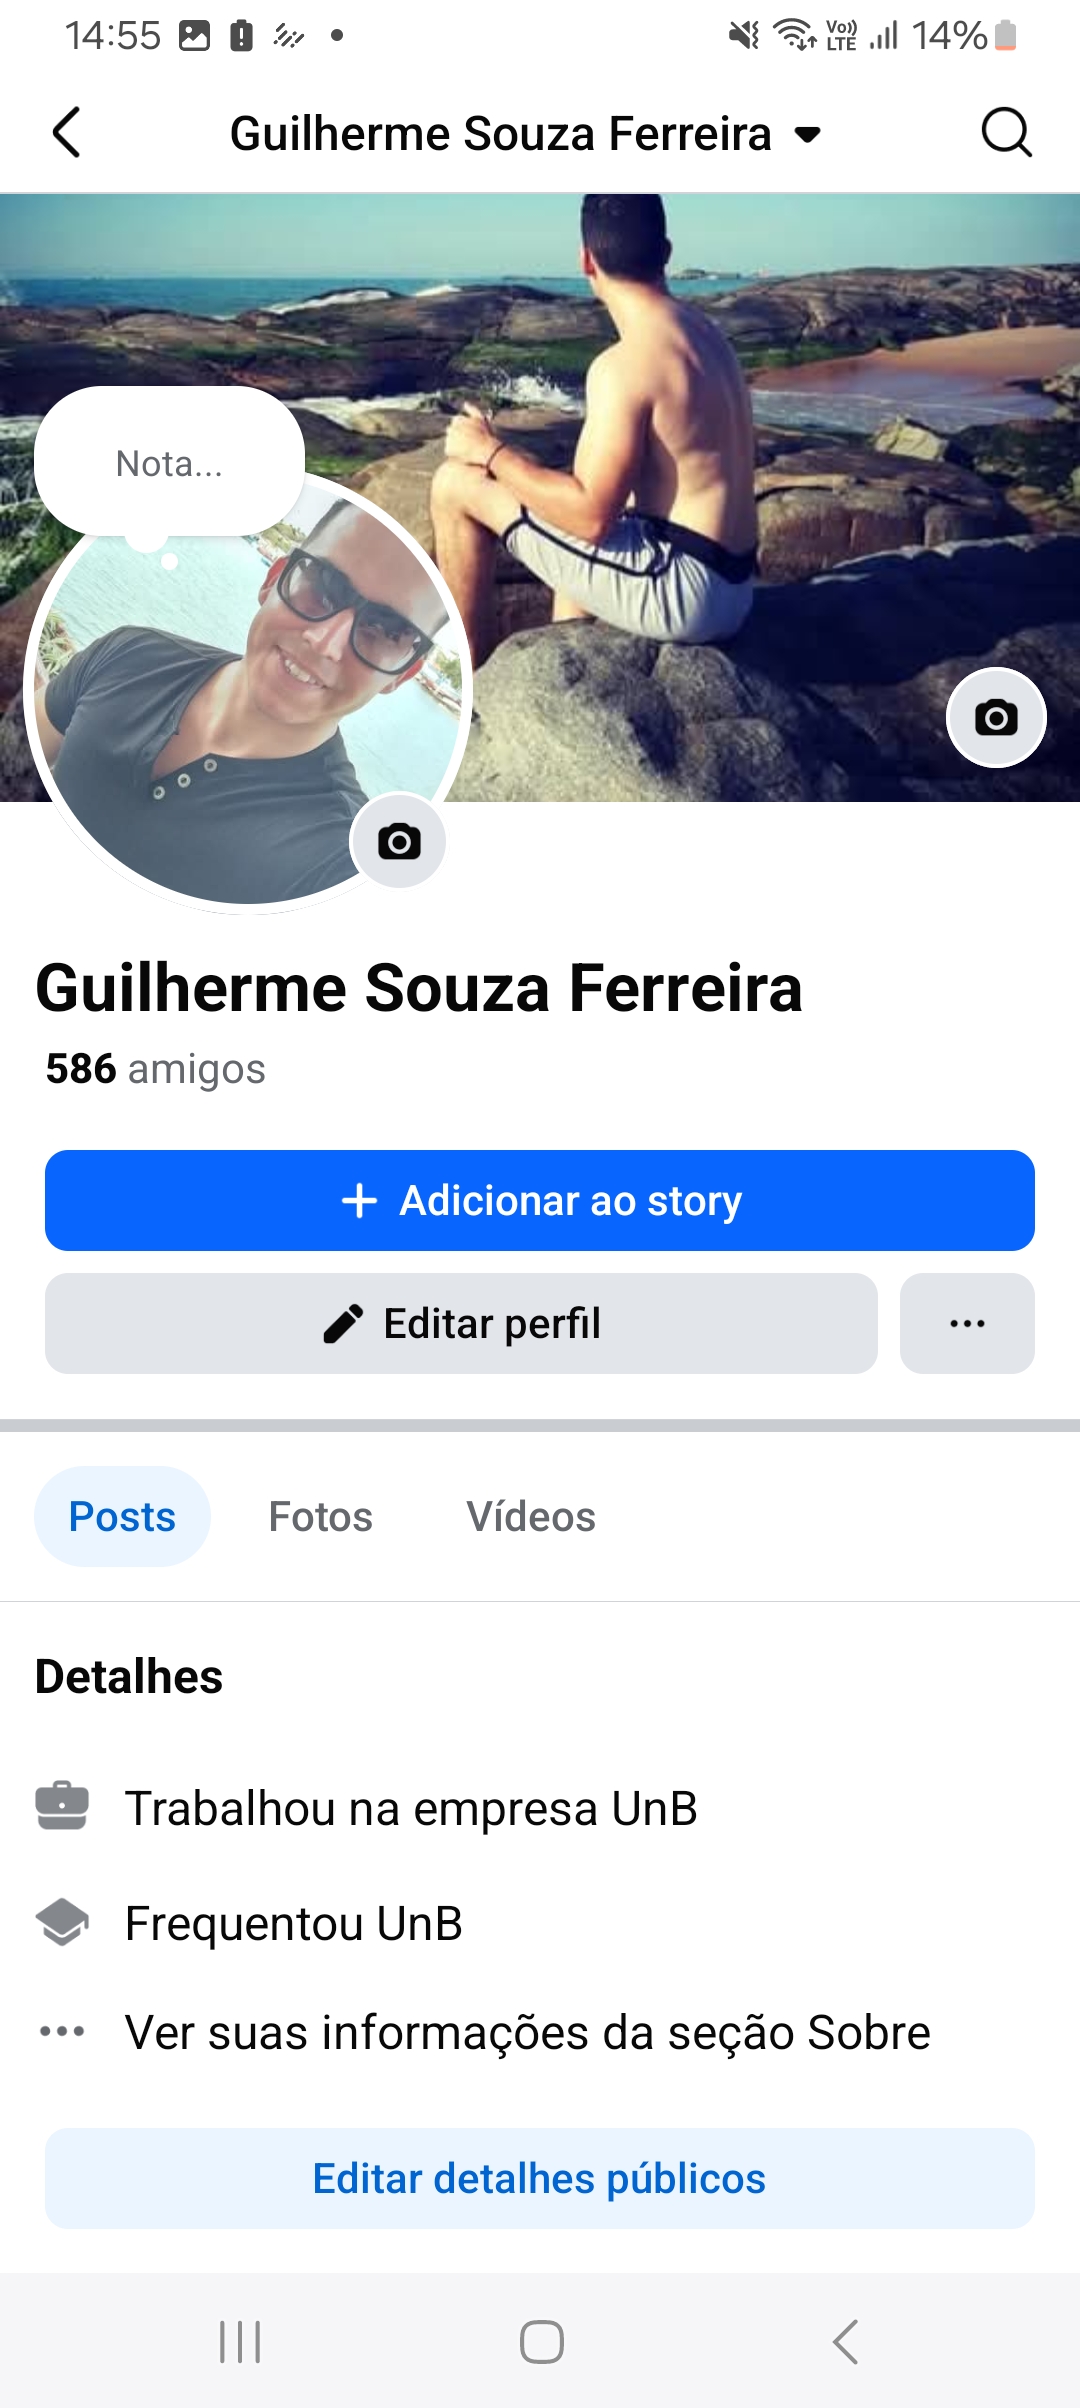 14:55
Vo)) LTE 14%
Guilherme Souza Ferreira
Nota...
Guilherme Souza Ferreira
586 amigos
Adicionar ao story
Editar perfil
Posts Fotos Vídeos
Detalhes
Trabalhou na empresa UnB
Frequentou UnB
Ver suas informações da seção Sobre
Editar detalhes públicos